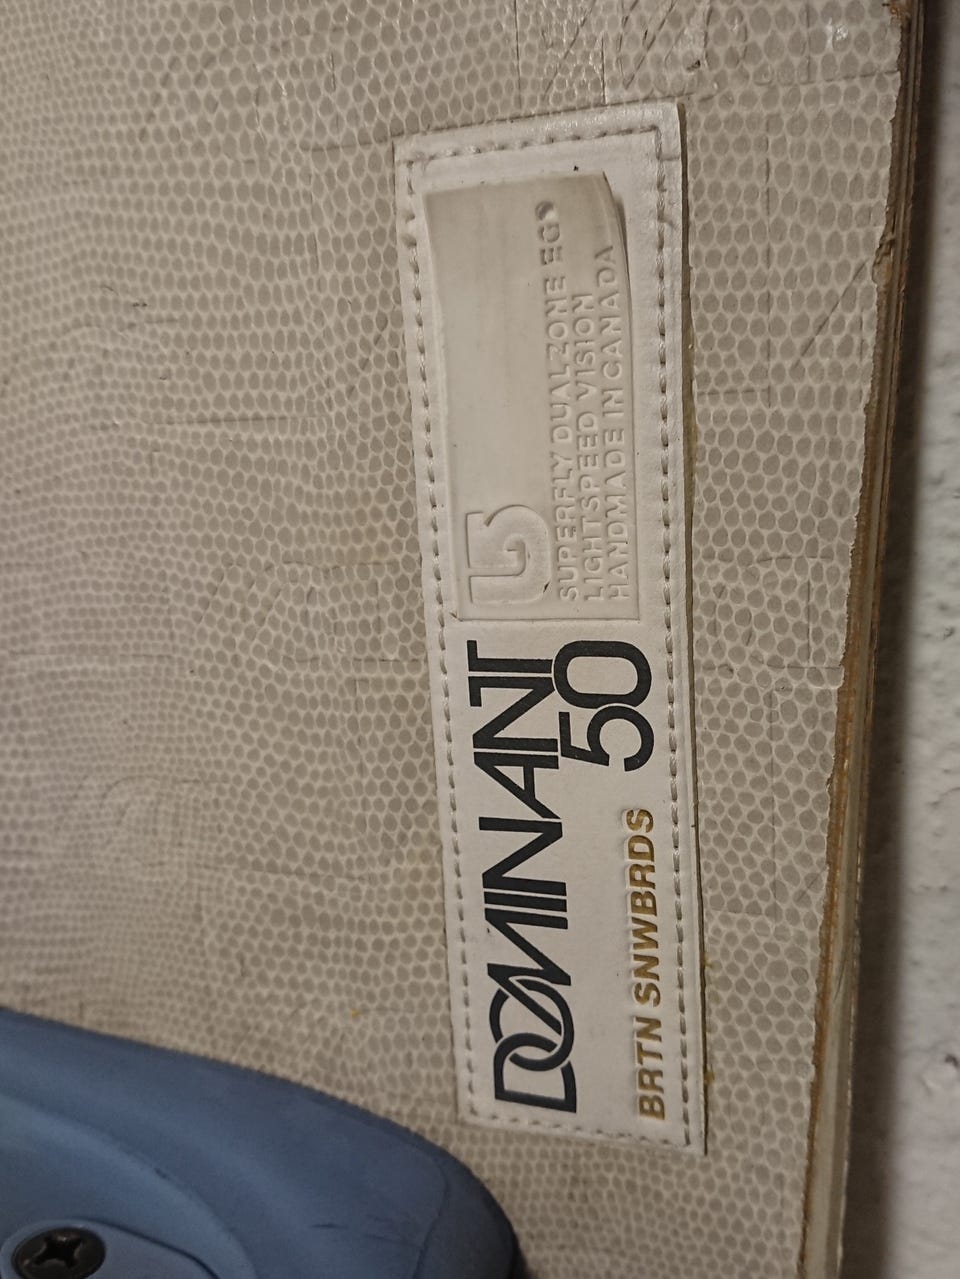 DOMINANT
50
BRTN SNWBRDS
SUPERFLY DUALZONE EGD
LIGHTSPEED VISION
HANDMADE IN CANADA